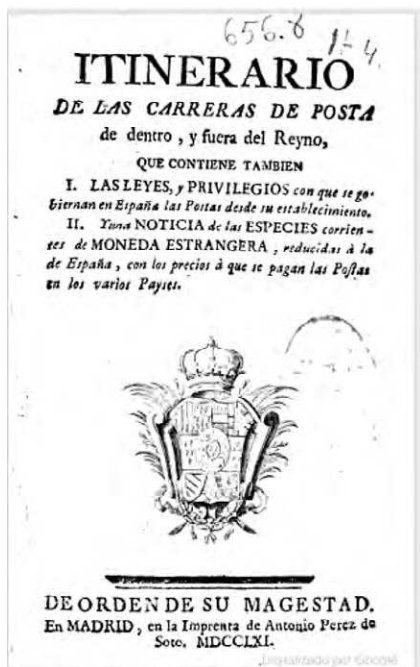 656.8 1-4
ITINERARIO
DE LAS CARRERAS DE POSTA
de dentro, y fuera del Reyno,
QUE CONTIENE TAMBIEN
I. LAS LEYES, y PRIVILEGIOS con que se go-
biernan en España las Postas desde su establecimiento.
II. Y una NOTICIA de las ESPECIES corrien-
tes de MONEDA ESTRANGERA, reducidas à la
de España, con los precios à que se pagan las Postas
en los varios Payses.
DE ORDEN DE SU MAGESTAD.
En MADRID, en la Imprenta de Antonio Perez de
Soto, MDCCLXI.
Digitalizado por Google